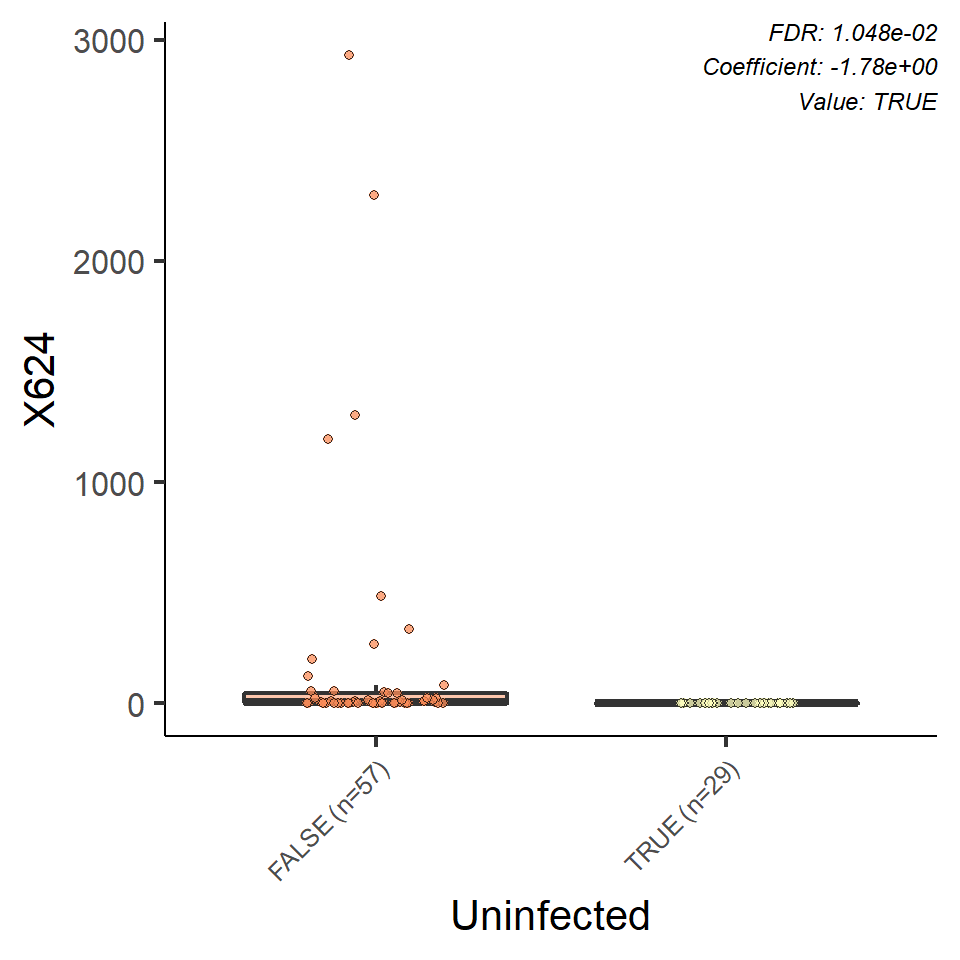 FDR: 1.048e-02
Coefficient: -1.78e+00
Value: TRUE
3000
2000
1000
0
X624
FALSE (n=57)
TRUE (n=29)
Uninfected